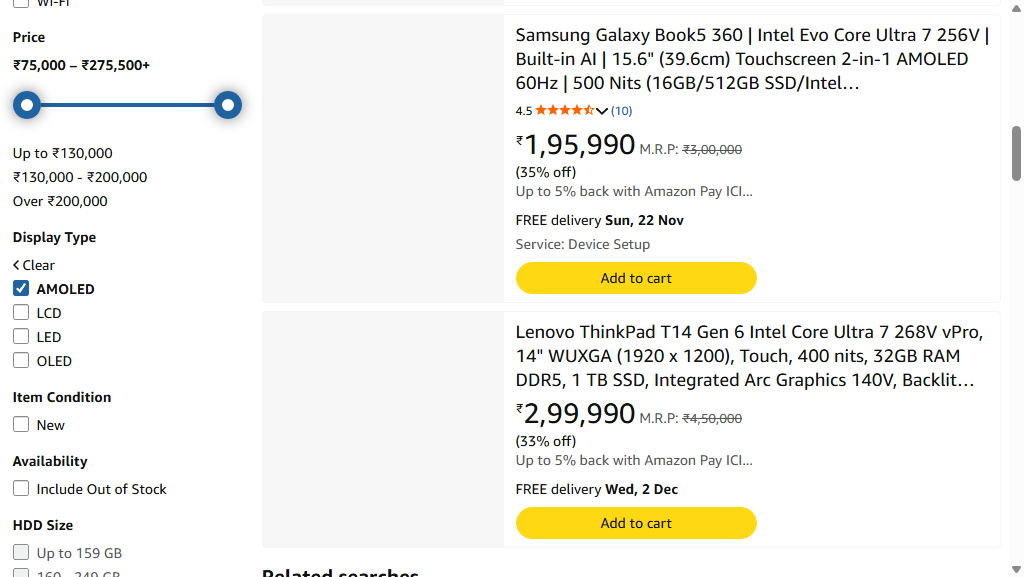 Wi-Fi
Price
₹75,000 – ₹275,500+
Up to ₹130,000
₹130,000 - ₹200,000
Over ₹200,000
Display Type
Clear
AMOLED
LCD
LED
OLED
Item Condition
New
Availability
Include Out of Stock
HDD Size
Up to 159 GB
160 - 249 GB
Samsung Galaxy Book5 360 | Intel Evo Core Ultra 7 256V |
Built-in AI | 15.6" (39.6cm) Touchscreen 2-in-1 AMOLED
60Hz | 500 Nits (16GB/512GB SSD/Intel…
4.5 (10)
₹1,95,990 M.R.P: ₹3,00,000
(35% off)
Up to 5% back with Amazon Pay ICI…
FREE delivery Sun, 22 Nov
Service: Device Setup
Add to cart
Lenovo ThinkPad T14 Gen 6 Intel Core Ultra 7 268V vPro,
14" WUXGA (1920 x 1200), Touch, 400 nits, 32GB RAM
DDR5, 1 TB SSD, Integrated Arc Graphics 140V, Backlit…
₹2,99,990 M.R.P: ₹4,50,000
(33% off)
Up to 5% back with Amazon Pay ICI…
FREE delivery Wed, 2 Dec
Add to cart
Related searches